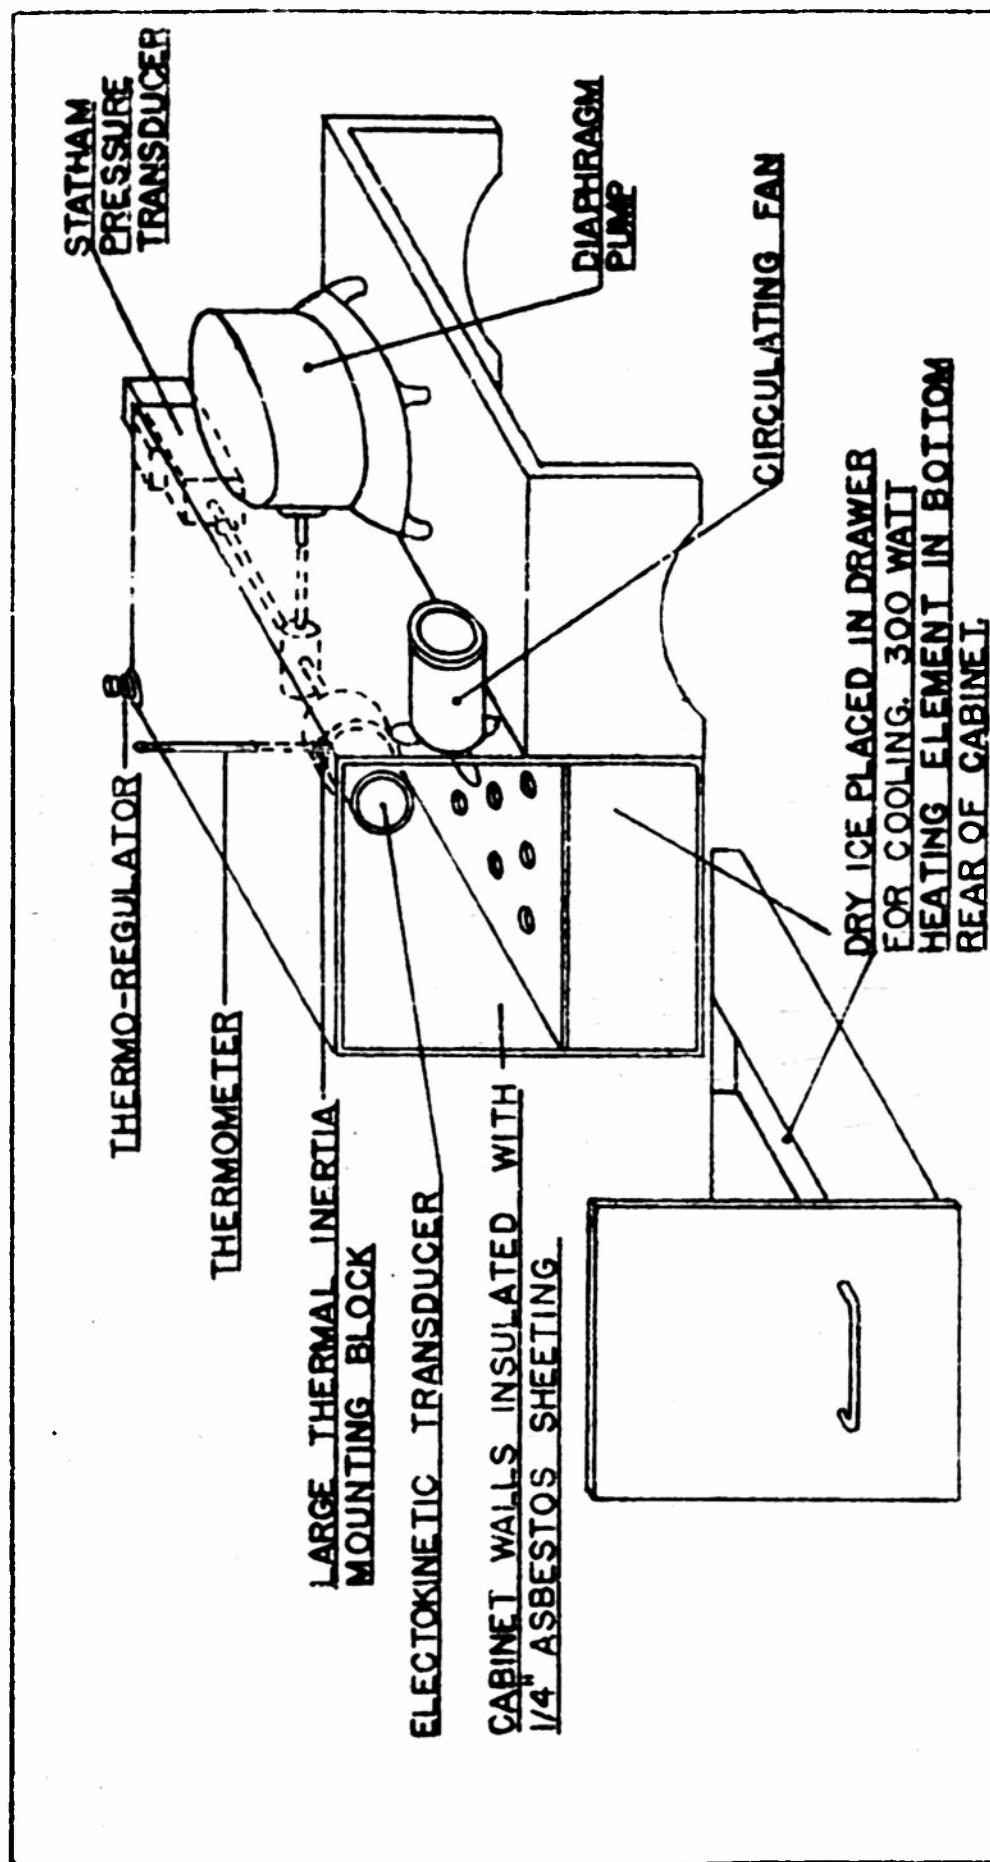 STATHAM
PRESSURE
TRANSDUCER
THERMO-REGULATOR
THERMOMETER
LARGE THERMAL INERTIA
MOUNTING BLOCK
ELECTOKINETIC TRANSDUCER
CABINET WALLS INSULATED WITH
1/4" ASBESTOS SHEETING
DIAPHRAGM
PUMP
CIRCULATING FAN
DRY ICE PLACED IN DRAWER
FOR COOLING. 300 WATT
HEATING ELEMENT IN BOTTOM
REAR OF CABINET.